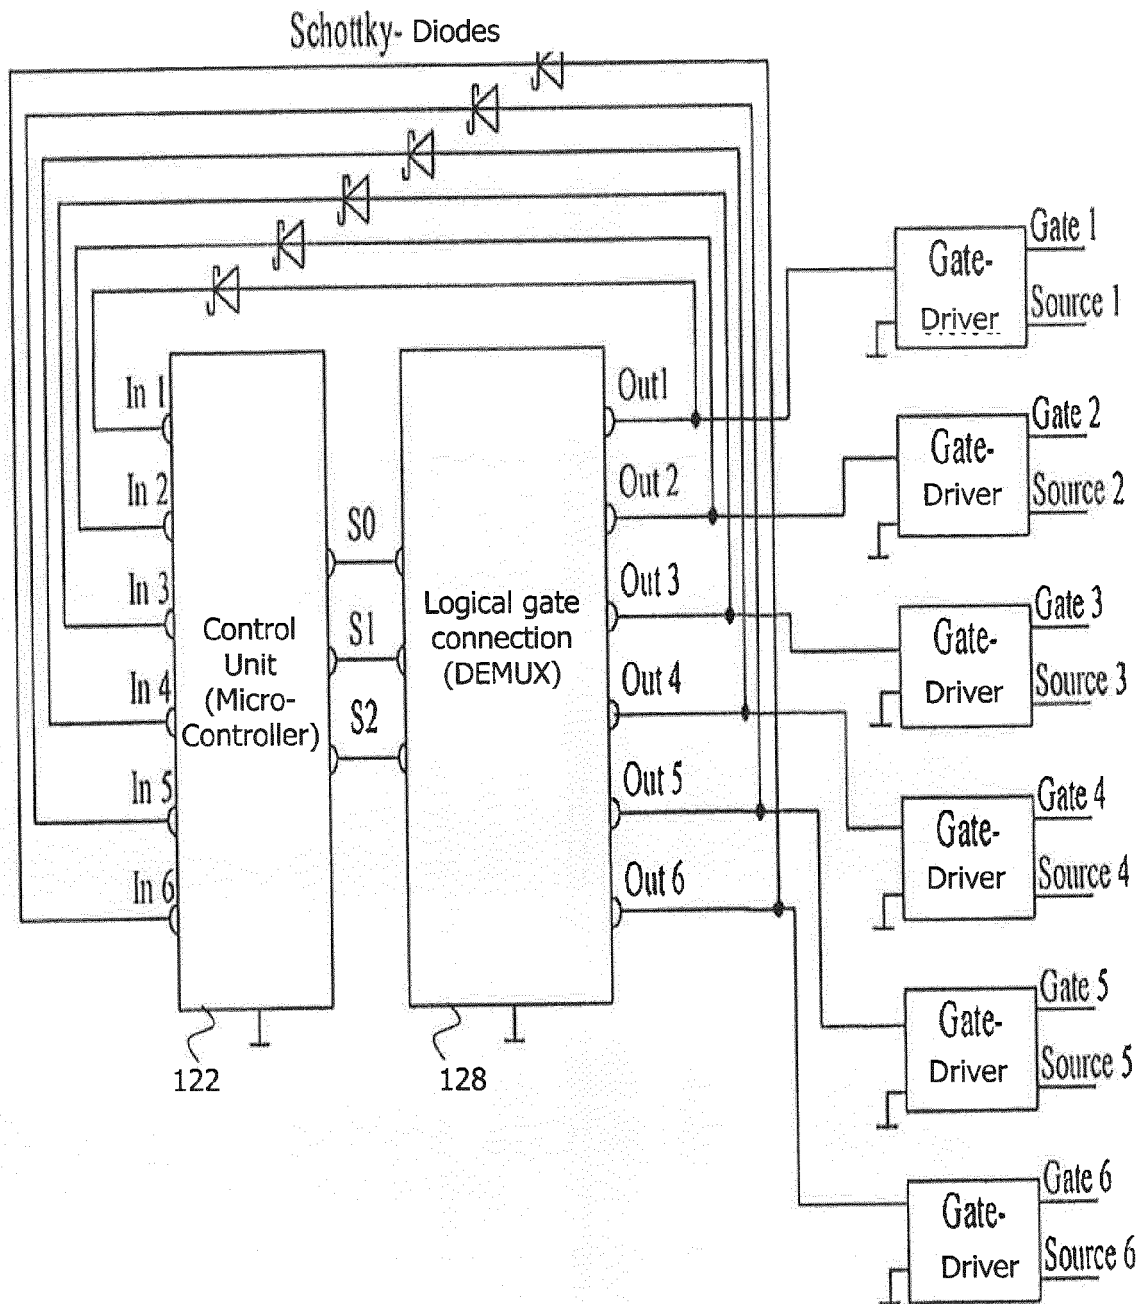 Schottky- Diodes
Gate 1
Gate-
Driver
Source 1
In 1
Out1
Gate 2
Gate-
Driver
Source 2
In 2
Out 2
S0
In 3
Out 3
Gate 3
Gate-
Driver
Source 3
Control
Unit
(Micro-
Controller)
S1
Logical gate
connection
(DEMUX)
In 4
Out 4
S2
Gate 4
Gate-
Driver
Source 4
In 5
Out 5
In 6
Out 6
Gate 5
Gate-
Driver
Source 5
122
128
Gate 6
Gate-
Driver
Source 6